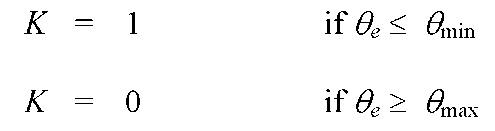 K = 1 if θe ≤ θmin
K = 0 if θe ≥ θmax